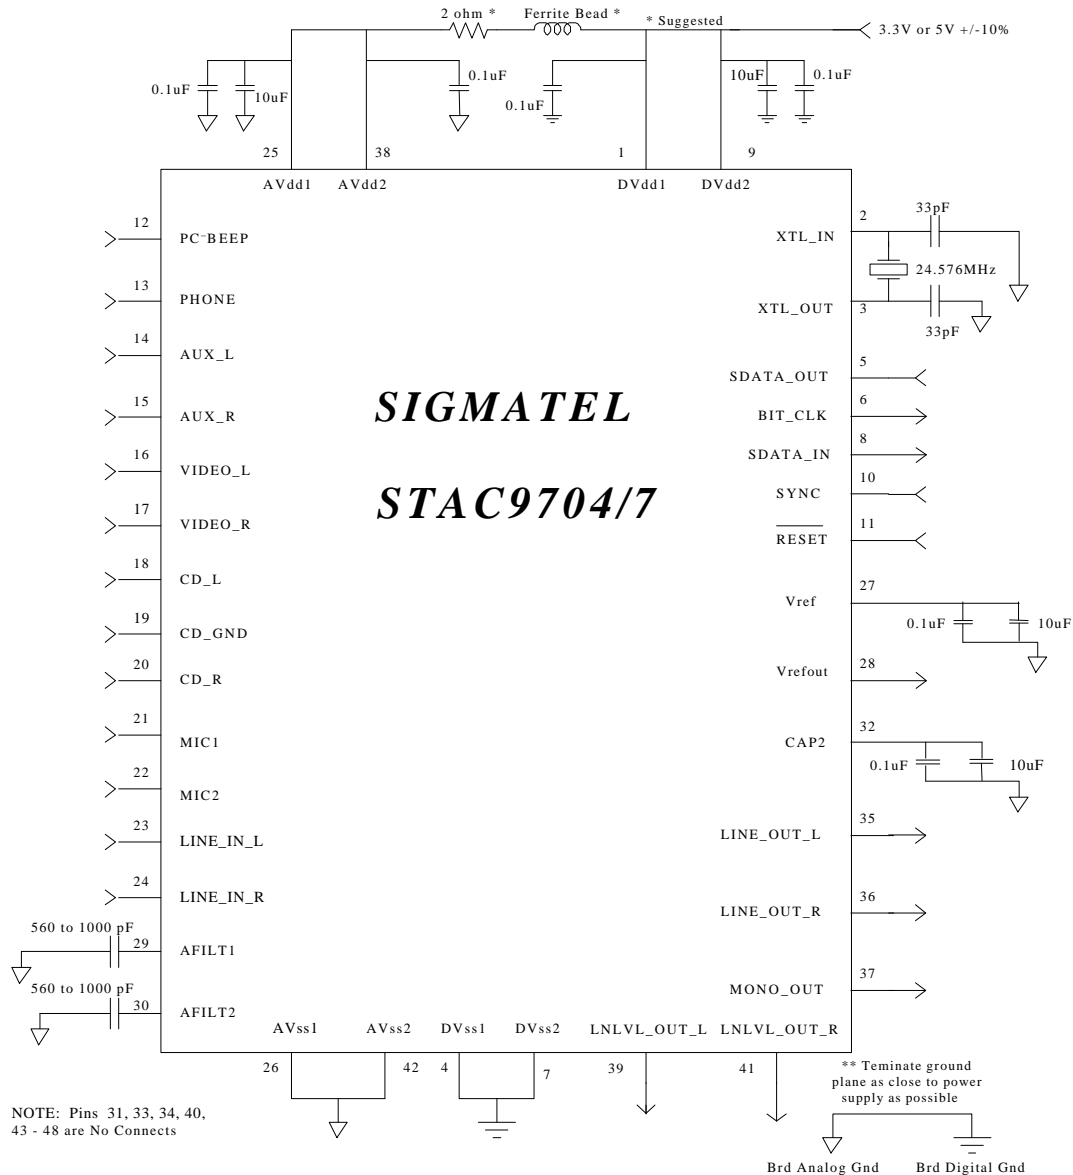 2 ohm *
Ferrite Bead *
* Suggested
3.3V or 5V +/-10%
0.1uF
10uF
0.1uF
0.1uF
10uF
0.1uF
25
38
1
9
AVdd1
AVdd2
DVdd1
DVdd2
12
PC-BEEP
13
PHONE
14
AUX_L
15
AUX_R
16
VIDEO_L
17
VIDEO_R
18
CD_L
19
CD_GND
20
CD_R
21
MIC1
22
MIC2
23
LINE_IN_L
24
LINE_IN_R
560 to 1000 pF
29
AFILT1
560 to 1000 pF
30
AFILT2
SIGMATEL
STAC9704/7
2
33pF
XTL_IN
24.576MHz
XTL_OUT
3
33pF
5
SDATA_OUT
6
BIT_CLK
8
SDATA_IN
10
SYNC
11
RESET
27
Vref
0.1uF
10uF
28
Vrefout
32
CAP2
0.1uF
10uF
35
LINE_OUT_L
36
LINE_OUT_R
37
MONO_OUT
AVss1
AVss2
DVss1
DVss2
LNLVL_OUT_L
LNLVL_OUT_R
26
42
4
7
39
41
** Teminate ground
plane as close to power
supply as possible
NOTE: Pins 31, 33, 34, 40,
43 - 48 are No Connects
Brd Analog Gnd
Brd Digital Gnd